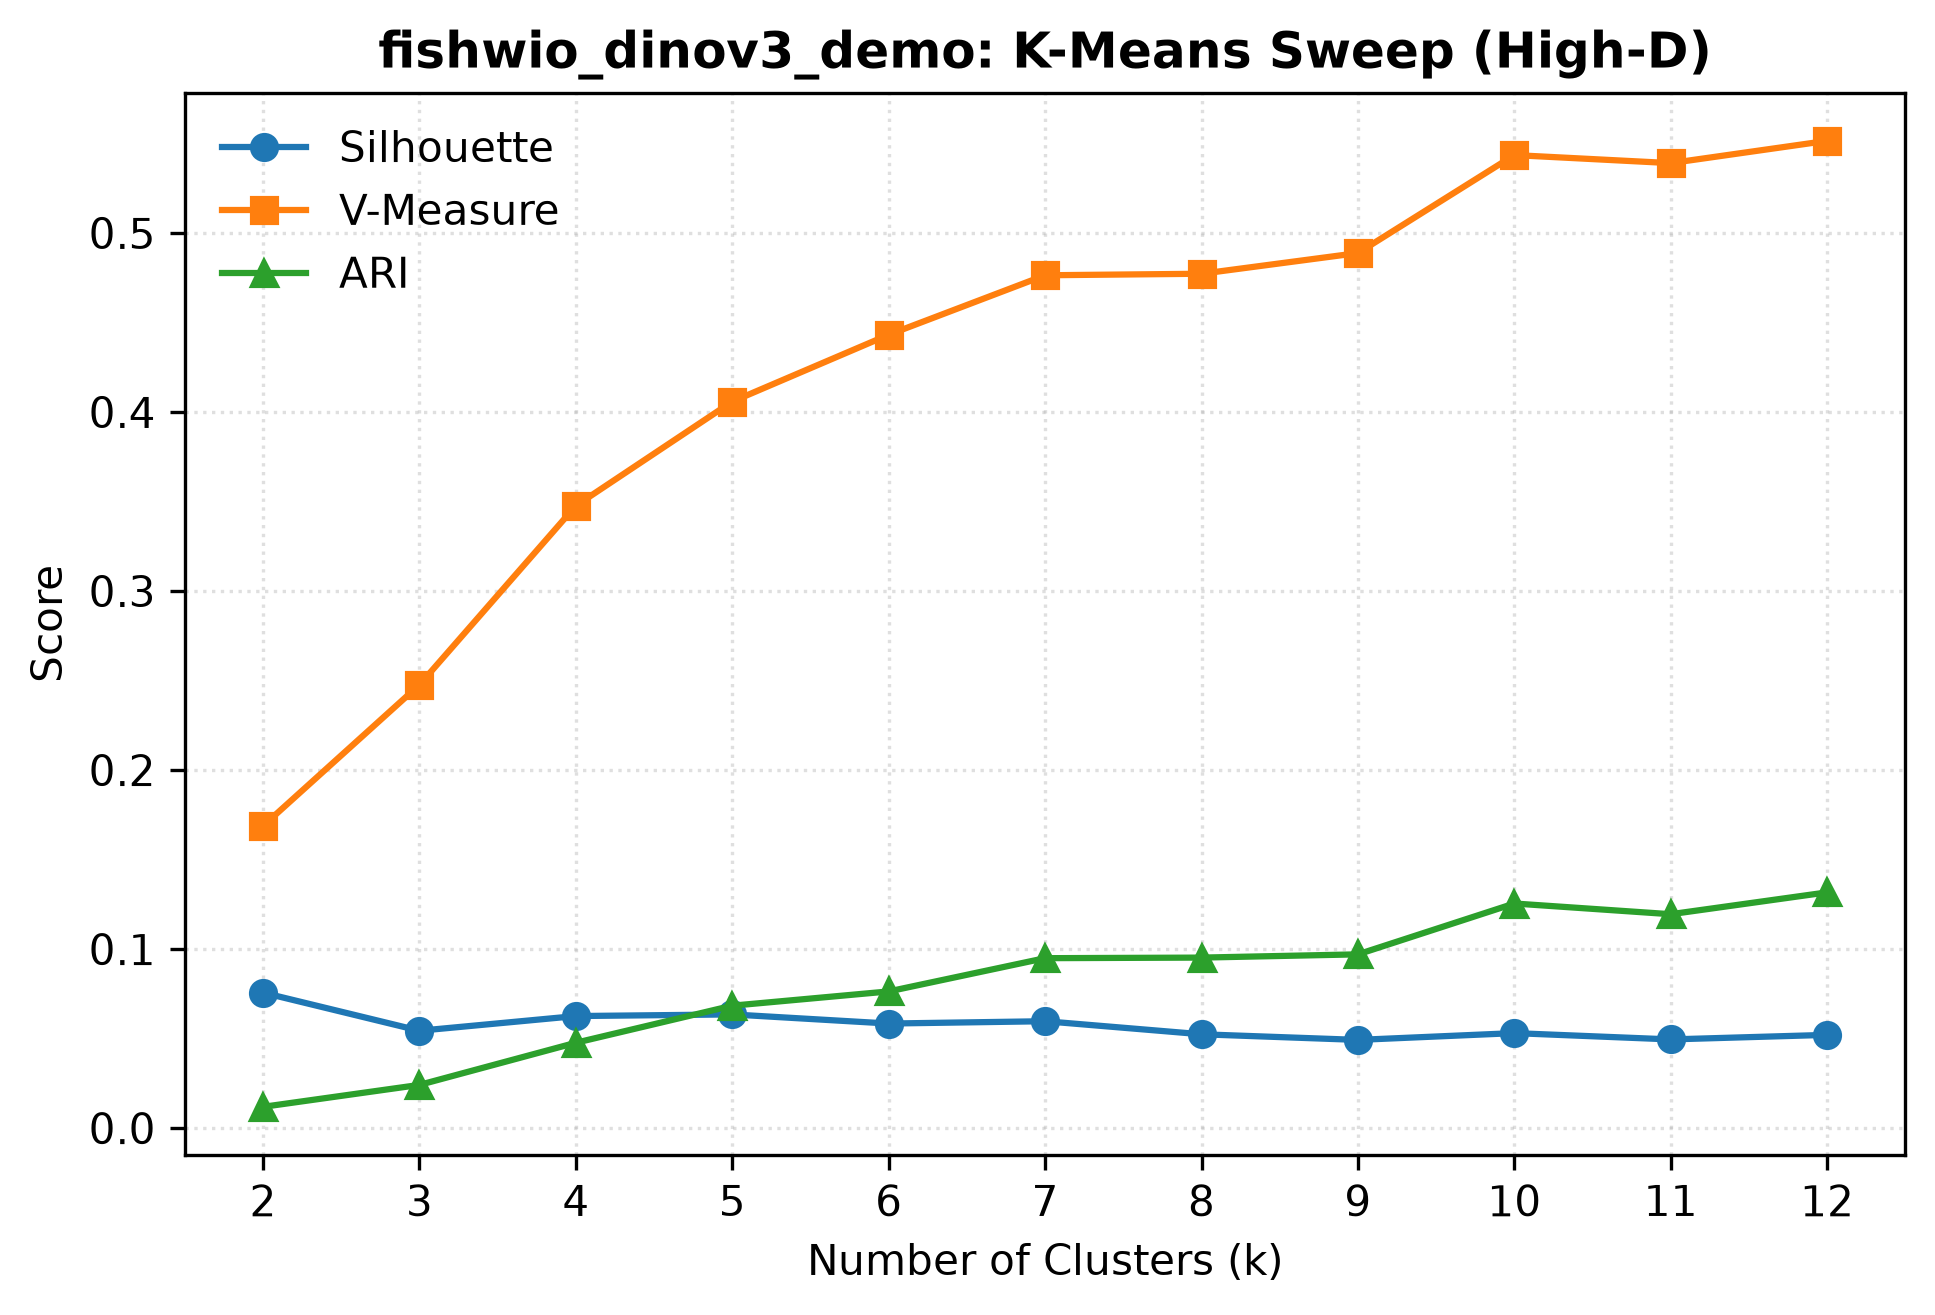 fishwio_dinov3_demo: K-Means Sweep (High-D)
Silhouette
V-Measure
ARI
0.5
0.4
0.3
0.2
0.1
0.0
Score
2 3 4 5 6 7 8 9 10 11 12
Number of Clusters (k)